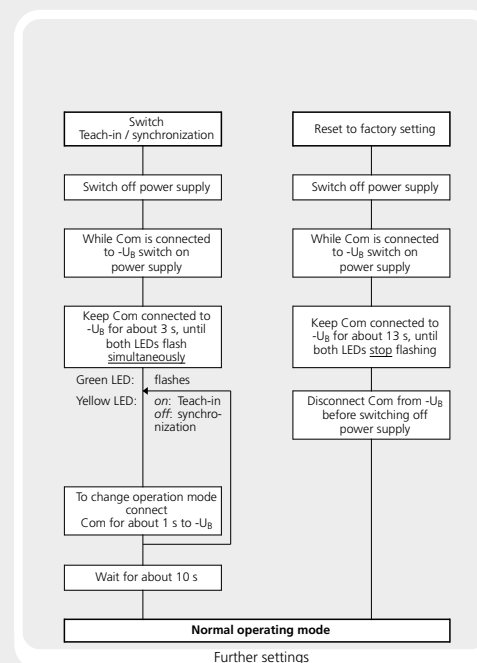 Switch
Teach-in / synchronization
Switch off power supply
While Com is connected
to -UB switch on
power supply
Keep Com connected to
-UB for about 3 s, until
both LEDs flash
simultaneously
Green LED: flashes
Yellow LED: on: Teach-in
off: synchro-
nization
To change operation mode
connect
Com for about 1 s to -UB
Wait for about 10 s
Reset to factory setting
Switch off power supply
While Com is connected
to -UB switch on
power supply
Keep Com connected to
-UB for about 13 s, until
both LEDs stop flashing
Disconnect Com from -UB
before switching off
power supply
Normal operating mode
Further settings